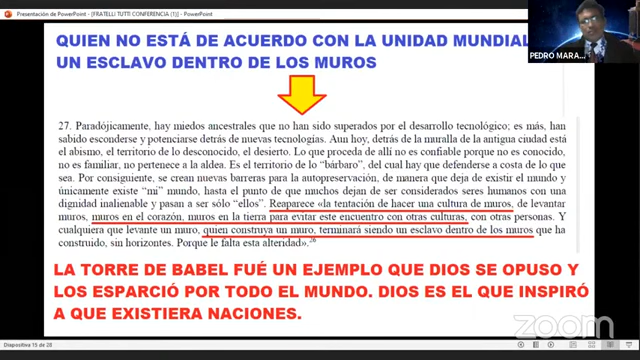 Presentación de PowerPoint - [FRATELLI TUTTI CONFERENCIA (1)] - PowerPoint
QUIEN NO ESTÁ DE ACUERDO CON LA UNIDAD MUNDIAL
UN ESCLAVO DENTRO DE LOS MUROS
PEDRO MARA...
27. Paradójicamente, hay miedos ancestrales que no han sido superados por el desarrollo tecnológico; es más, han
sabido esconderse y potenciarse detrás de nuevas tecnologías. Aun hoy, detrás de la muralla de la antigua ciudad está
el abismo, el territorio de lo desconocido, el desierto. Lo que proceda de allí no es confiable porque no es conocido,
no es familiar, no pertenece a la aldea. Es el territorio de lo “bárbaro”, del cual hay que defenderse a costa de lo que
sea. Por consiguiente, se crean nuevas barreras para la autopreservación, de manera que deja de existir el mundo y
únicamente existe “mi” mundo, hasta el punto de que muchos dejan de ser considerados seres humanos con una
dignidad inalienable y pasan a ser sólo “ellos”. Reaparece «la tentación de hacer una cultura de muros, de levantar
muros, muros en el corazón, muros en la tierra para evitar este encuentro con otras culturas, con otras personas. Y
cualquiera que levante un muro, quien construya un muro, terminará siendo un esclavo dentro de los muros que ha
construido, sin horizontes. Porque le falta esta alteridad».26
LA TORRE DE BABEL FUÉ UN EJEMPLO QUE DIOS SE OPUSO Y
LOS ESPARCIÓ POR TODO EL MUNDO. DIOS ES EL QUE INSPIRÓ
A QUE EXISTIERA NACIONES.
zoom
Diapositiva 15 de 28